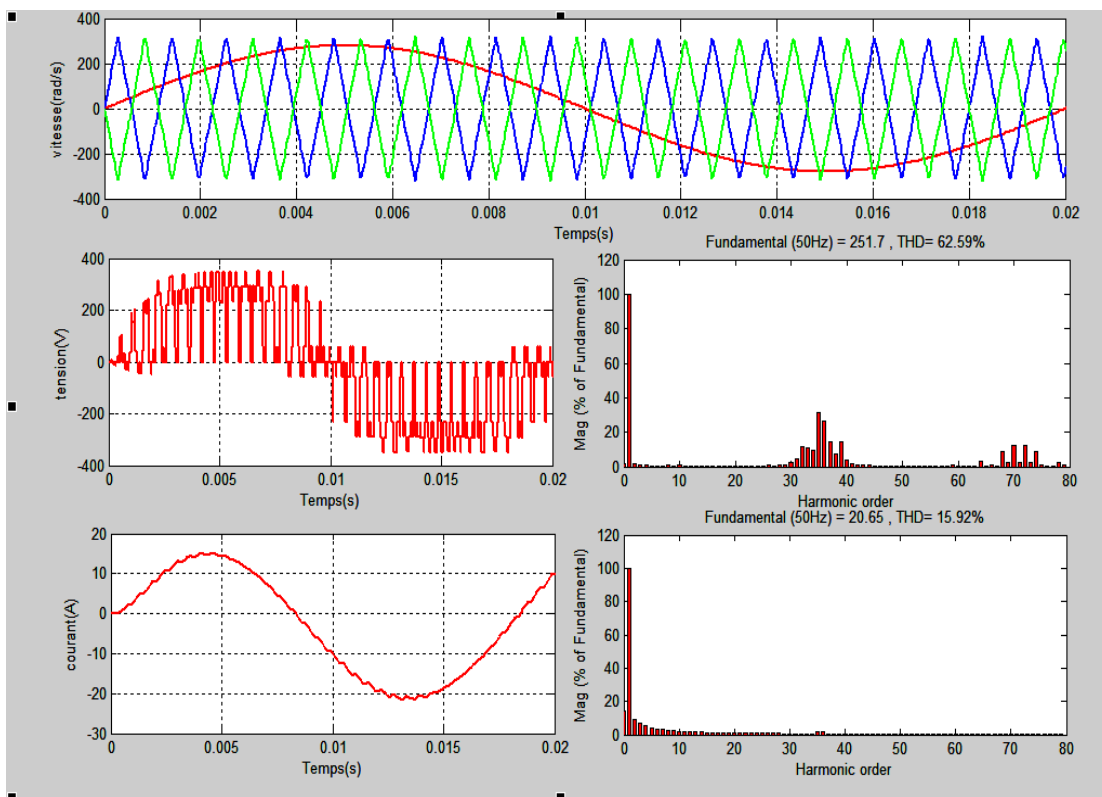 400
200
0
-200
-400
vitesse(rad/s)
0 0.002 0.004 0.006 0.008 0.01 0.012 0.014 0.016 0.018 0.02
Temps(s)
Fundamental (50Hz) = 251.7 , THD= 62.59%
400
200
0
-200
-400
tension(V)
0 0.005 0.01 0.015 0.02
Temps(s)
120
100
80
60
40
20
0
Mag (% of Fundamental)
0 10 20 30 40 50 60 70 80
Harmonic order
Fundamental (50Hz) = 20.65 , THD= 15.92%
20
10
0
-10
-20
-30
courant(A)
0 0.005 0.01 0.015 0.02
Temps(s)
120
100
80
60
40
20
0
Mag (% of Fundamental)
0 10 20 30 40 50 60 70 80
Harmonic order